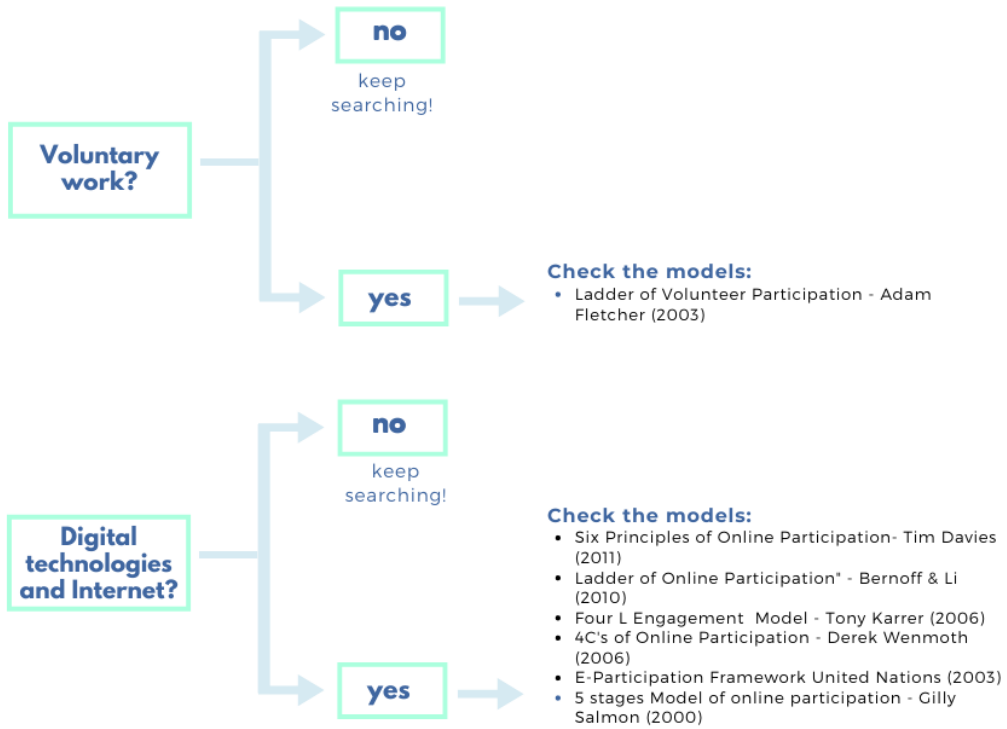 no
keep
searching!
Voluntary
work?
yes
Check the models:
• Ladder of Volunteer Participation - Adam
Fletcher (2003)
no
keep
searching!
Digital
technologies
and Internet?
yes
Check the models:
• Six Principles of Online Participation- Tim Davies
(2011)
• Ladder of Online Participation" - Bernoff & Li
(2010)
• Four L Engagement  Model - Tony Karrer (2006)
• 4C's of Online Participation - Derek Wenmoth
(2006)
• E-Participation Framework United Nations (2003)
• 5 stages Model of online participation - Gilly
Salmon (2000)